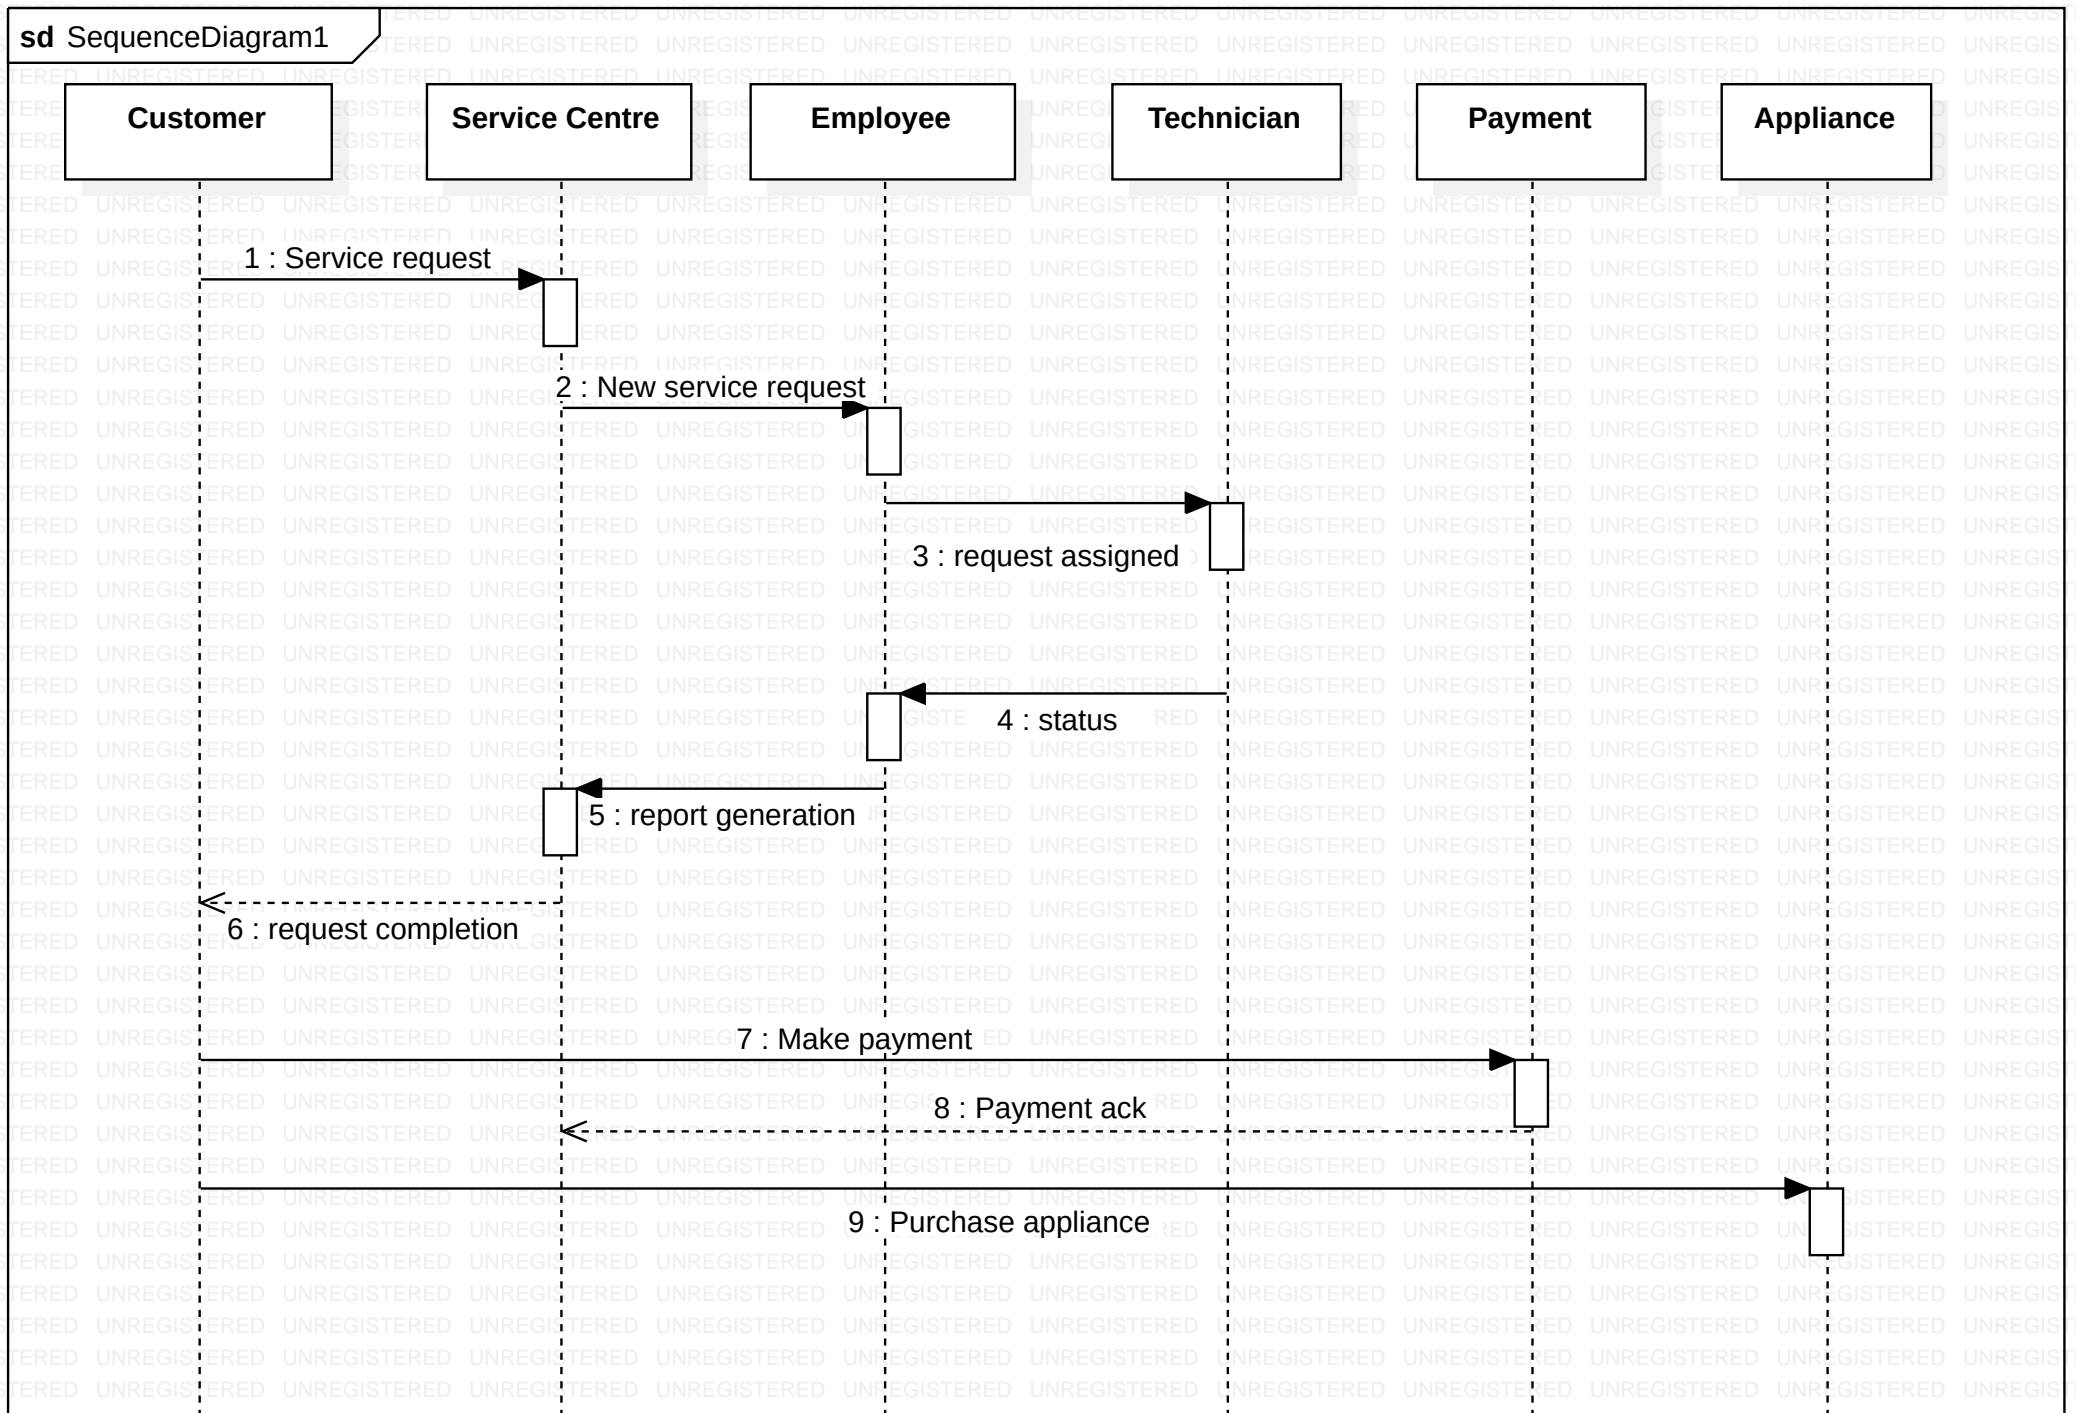 sd SequenceDiagram1
Customer
Service Centre
Employee
Technician
Payment
Appliance
1 : Service request
2 : New service request
3 : request assigned
4 : status
5 : report generation
6 : request completion
7 : Make payment
8 : Payment ack
9 : Purchase appliance
UNREGISTERED